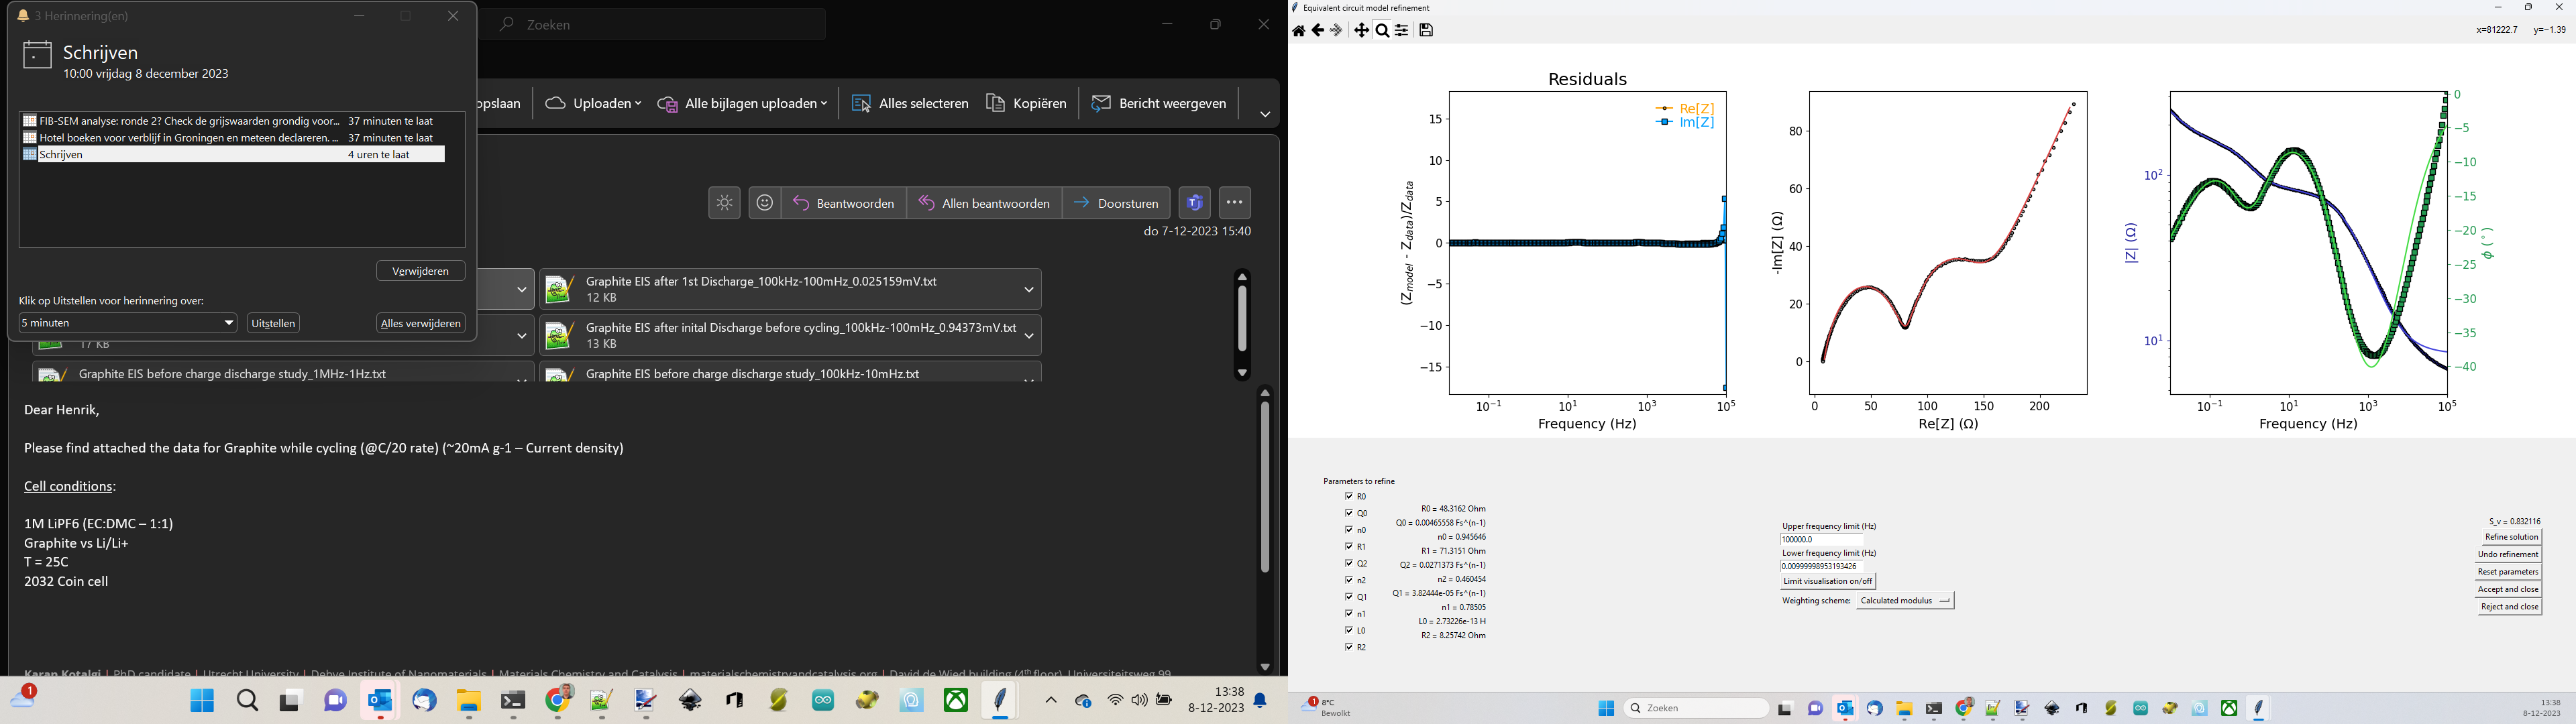 3 Herinnering(en)
Schrijven
10:00 vrijdag 8 december 2023
FIB-SEM analyse: ronde 2? Check de grijswaarden grondig voor... 37 minuten te laat
Hotel boeken voor verblijf in Groningen en meteen declareren. ... 37 minuten te laat
Schrijven 4 uren te laat
Verwijderen
Klik op Uitstellen voor herinnering over:
5 minuten
Uitstellen
Alles verwijderen
Zoeken
opslaan
Uploaden
Alle bijlagen uploaden
Alles selecteren
Kopiëren
Bericht weergeven
Beantwoorden
Allen beantwoorden
Doorsturen
do 7-12-2023 15:40
Graphite EIS after 1st Discharge_100kHz-100mHz_0.025159mV.txt
12 KB
17 KB
Graphite EIS after inital Discharge before cycling_100kHz-100mHz_0.94373mV.txt
13 KB
Graphite EIS before charge discharge study_1MHz-1Hz.txt
Graphite EIS before charge discharge study_100kHz-10mHz.txt
Dear Henrik,
Please find attached the data for Graphite while cycling (@C/20 rate) (~20mA g-1 – Current density)
Cell conditions:
1M LiPF6 (EC:DMC – 1:1)
Graphite vs Li/Li+
T = 25C
2032 Coin cell
Karan Kotalgi | PhD candidate | Utrecht University | Debye Institute of Nanomaterials | Materials Chemistry and Catalysis | materialschemistryandcatalysis.org | David de Wied building (4th floor), Universiteitsweg 99
1
13:38
8-12-2023
Equivalent circuit model refinement
x=81222.7 y=−1.39
Residuals
Re[Z]
Im[Z]
15
10
5
0
−5
−10
−15
(Z_model - Z_data)/Z_data
10^−1 10^1 10^3 10^5
Frequency (Hz)
80
60
40
20
0
-Im[Z] (Ω)
0 50 100 150 200
Re[Z] (Ω)
10^2
10^1
|Z| (Ω)
0
−5
−10
−15
−20
−25
−30
−35
−40
ϕ (°)
10^−1 10^1 10^3 10^5
Frequency (Hz)
Parameters to refine
R0
Q0
n0
R1
Q2
n2
Q1
n1
L0
R2
R0 = 48.3162 Ohm
Q0 = 0.00465558 Fs^(n-1)
n0 = 0.945646
R1 = 71.3151 Ohm
Q2 = 0.0271373 Fs^(n-1)
n2 = 0.460454
Q1 = 3.82444e-05 Fs^(n-1)
n1 = 0.78505
L0 = 2.73226e-13 H
R2 = 8.25742 Ohm
Upper frequency limit (Hz)
100000.0
Lower frequency limit (Hz)
0.00999998953193426
Limit visualisation on/off
Weighting scheme: Calculated modulus
S_v = 0.832116
Refine solution
Undo refinement
Reset parameters
Accept and close
Reject and close
1
8°C
Bewolkt
Zoeken
13:38
8-12-2023